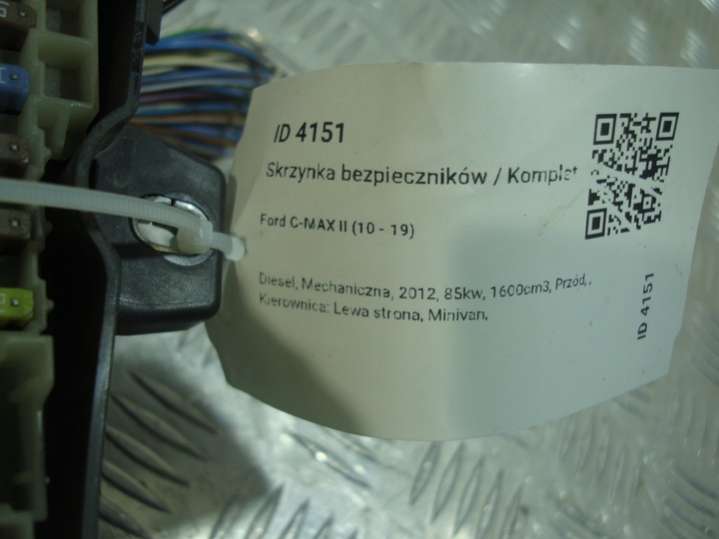 ID 4151
Skrzynka bezpieczników / Komplet
Ford C-MAX II (10 - 19)
Diesel, Mechaniczna, 2012, 85kw, 1600cm3, Przód, .
Kierownica: Lewa strona, Minivan,
ID 4151